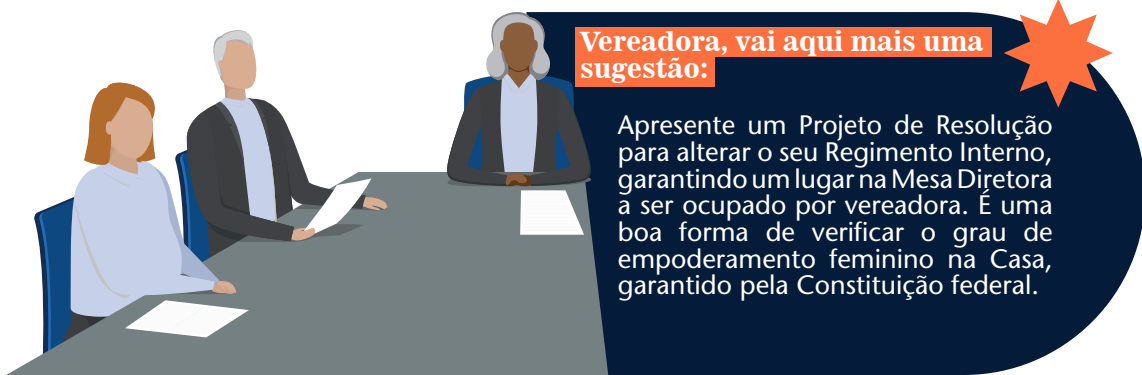 Vereadora, vai aqui mais uma
sugestão:
Apresente um Projeto de Resolução
para alterar o seu Regimento Interno,
garantindo um lugar na Mesa Diretora
a ser ocupado por vereadora. É uma
boa forma de verificar o grau de
empoderamento feminino na Casa,
garantido pela Constituição federal.